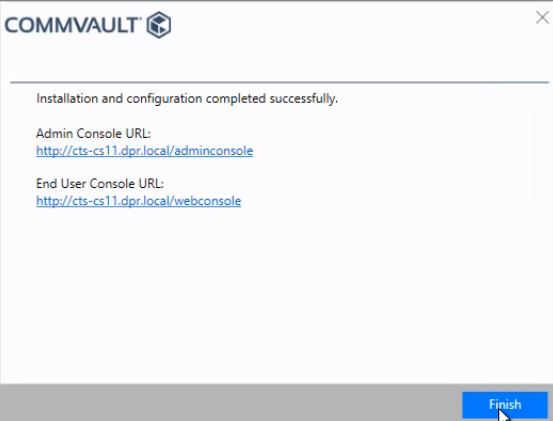 COMMVAULT
Installation and configuration completed successfully.
Admin Console URL:
http://cts-cs11.dpr.local/adminconsole
End User Console URL:
http://cts-cs11.dpr.local/webconsole
Finish